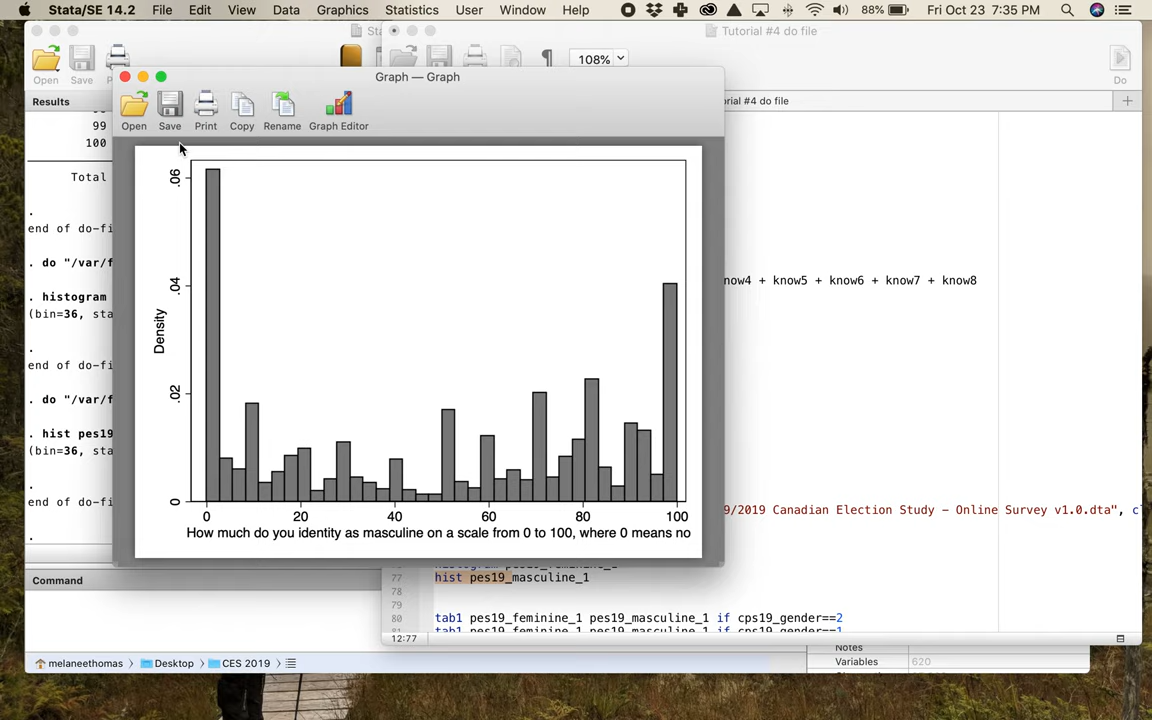 Stata/SE 14.2 File Edit View Data Graphics Statistics User Window Help 88% Fri Oct 23 7:35 PM
Tutorial #4 do file
Open Save
108%
Do
Graph — Graph
Open Save Print Copy Rename Graph Editor
Results
rial #4 do file
99
100
Total
.
end of do-fi
. do "/var/f
. histogram
(bin=36, sta
.
end of do-fi
. do "/var/f
. hist pes19
(bin=36, sta
.
end of do-fi
.
Density
0 .02 .04 .06
0 20 40 60 80 100
How much do you identity as masculine on a scale from 0 to 100, where 0 means no
now4 + know5 + know6 + know7 + know8
9/2019 Canadian Election Study - Online Survey v1.0.dta", c
77 hist pes19_masculine_1
78
79
80 tab1 pes19_feminine_1 pes19_masculine_1 if cps19_gender==2
12:77
Command
melaneethomas Desktop CES 2019
Notes
Variables 620